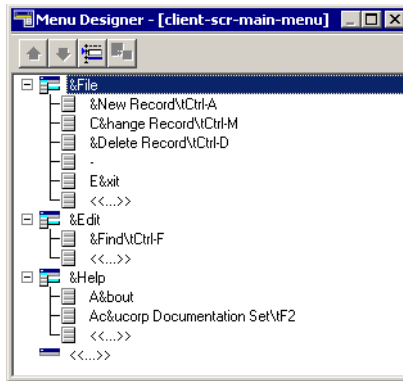 Menu Designer - [client-scr-main-menu]
&File
&New Record\tCtrl-A
C&hange Record\tCtrl-M
&Delete Record\tCtrl-D
-
E&xit
<<...>>
&Edit
&Find\tCtrl-F
<<...>>
&Help
A&bout
Ac&ucorp Documentation Set\tF2
<<...>>
<<...>>